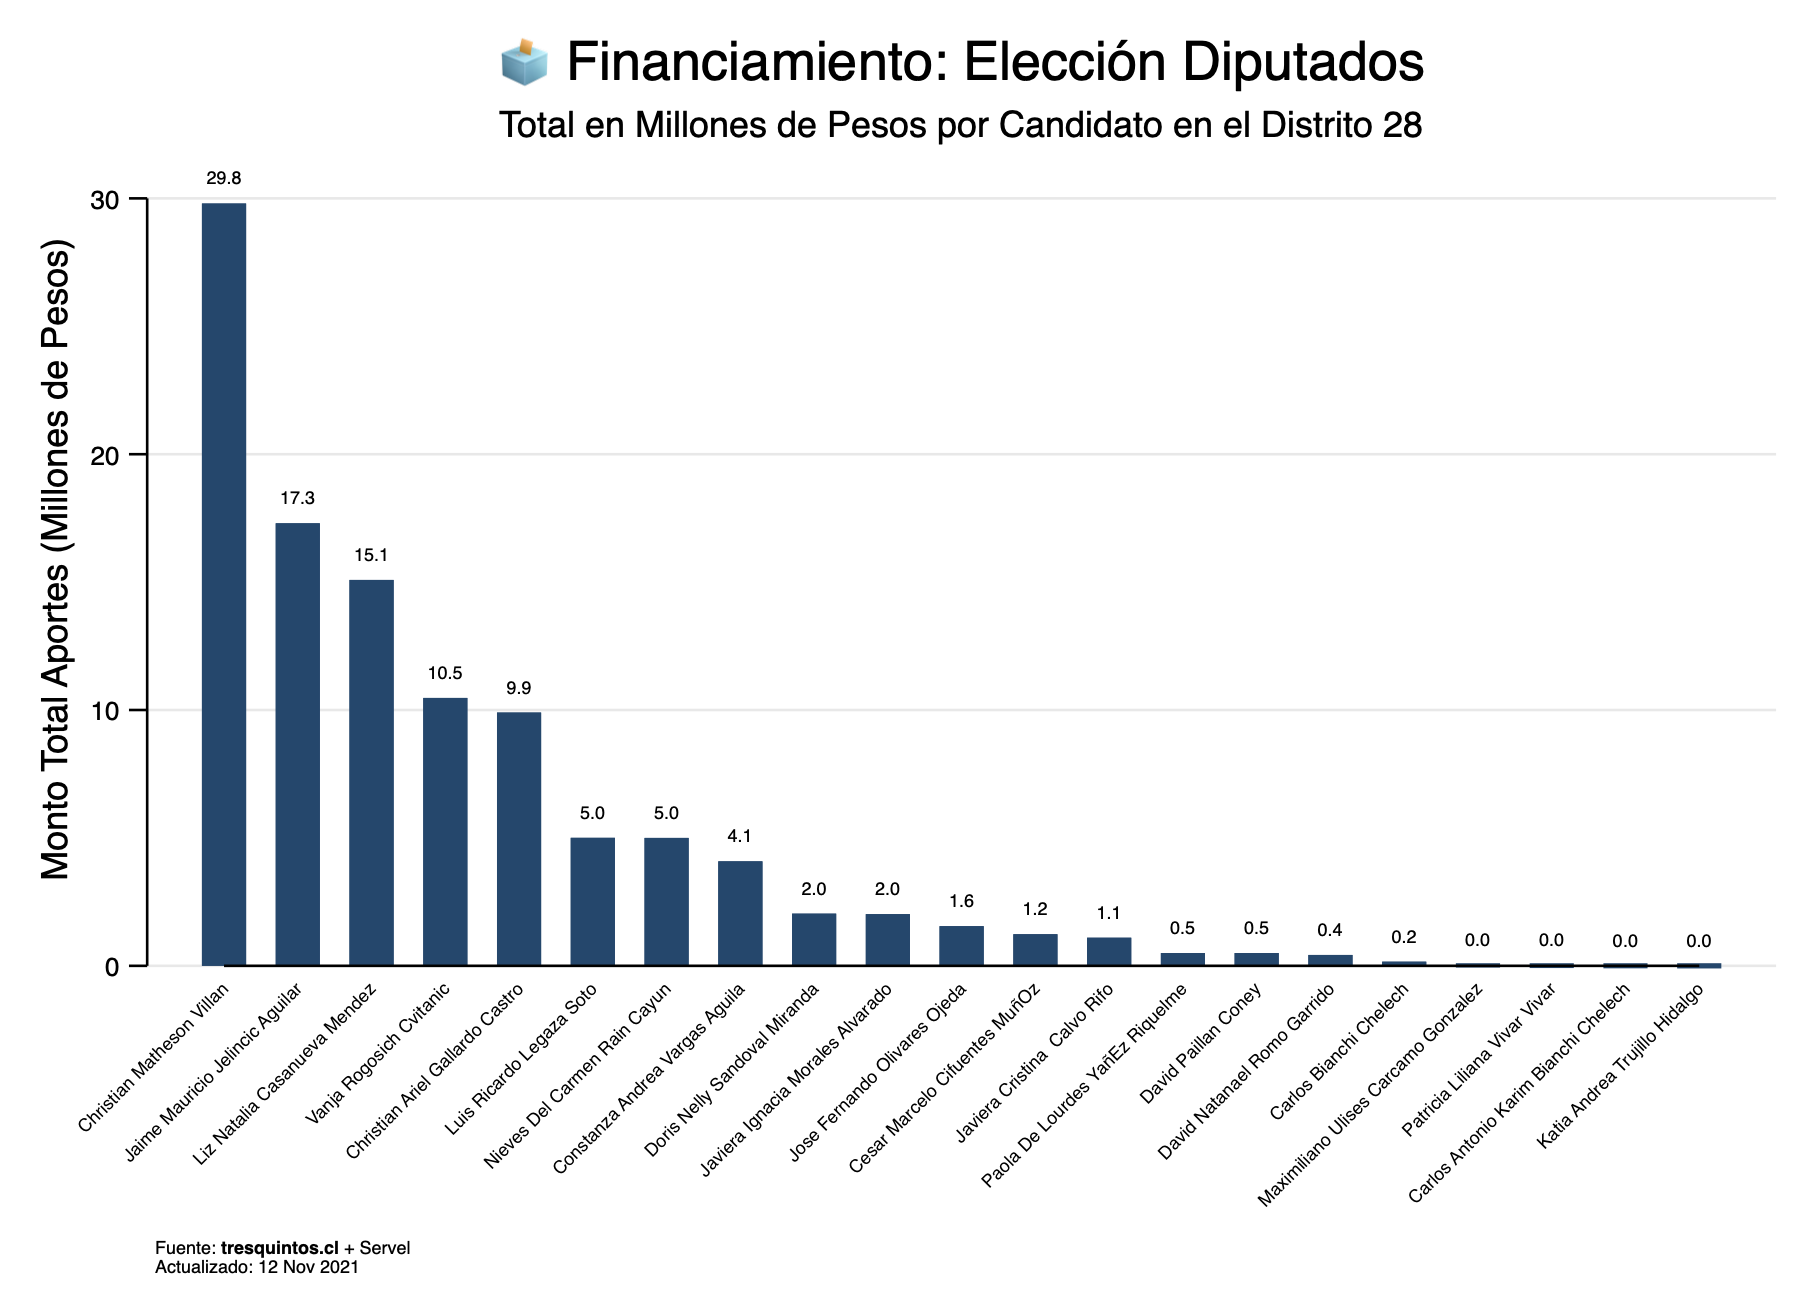 Financiamiento: Elección Diputados
Total en Millones de Pesos por Candidato en el Distrito 28
Monto Total Aportes (Millones de Pesos)
30
20
10
0
29.8
17.3
15.1
10.5
9.9
5.0
5.0
4.1
2.0
2.0
1.6
1.2
1.1
0.5
0.5
0.4
0.2
0.0
0.0
0.0
0.0
Christian Matheson Villan
Jaime Mauricio Jelincic Aguilar
Liz Natalia Casanueva Mendez
Vanja Rogosich Cvitanic
Christian Ariel Gallardo Castro
Luis Ricardo Legaza Soto
Nieves Del Carmen Rain Cayun
Constanza Andrea Vargas Aguila
Doris Nelly Sandoval Miranda
Javiera Ignacia Morales Alvarado
Jose Fernando Olivares Ojeda
Cesar Marcelo Cifuentes MuñOz
Javiera Cristina  Calvo Rifo
Paola De Lourdes YañEz Riquelme
David Paillan Coney
David Natanael Romo Garrido
Carlos Bianchi Chelech
Maximiliano Ulises Carcamo Gonzalez
Patricia Liliana Vivar Vivar
Carlos Antonio Karim Bianchi Chelech
Katia Andrea Trujillo Hidalgo
Fuente: tresquintos.cl + Servel
Actualizado: 12 Nov 2021